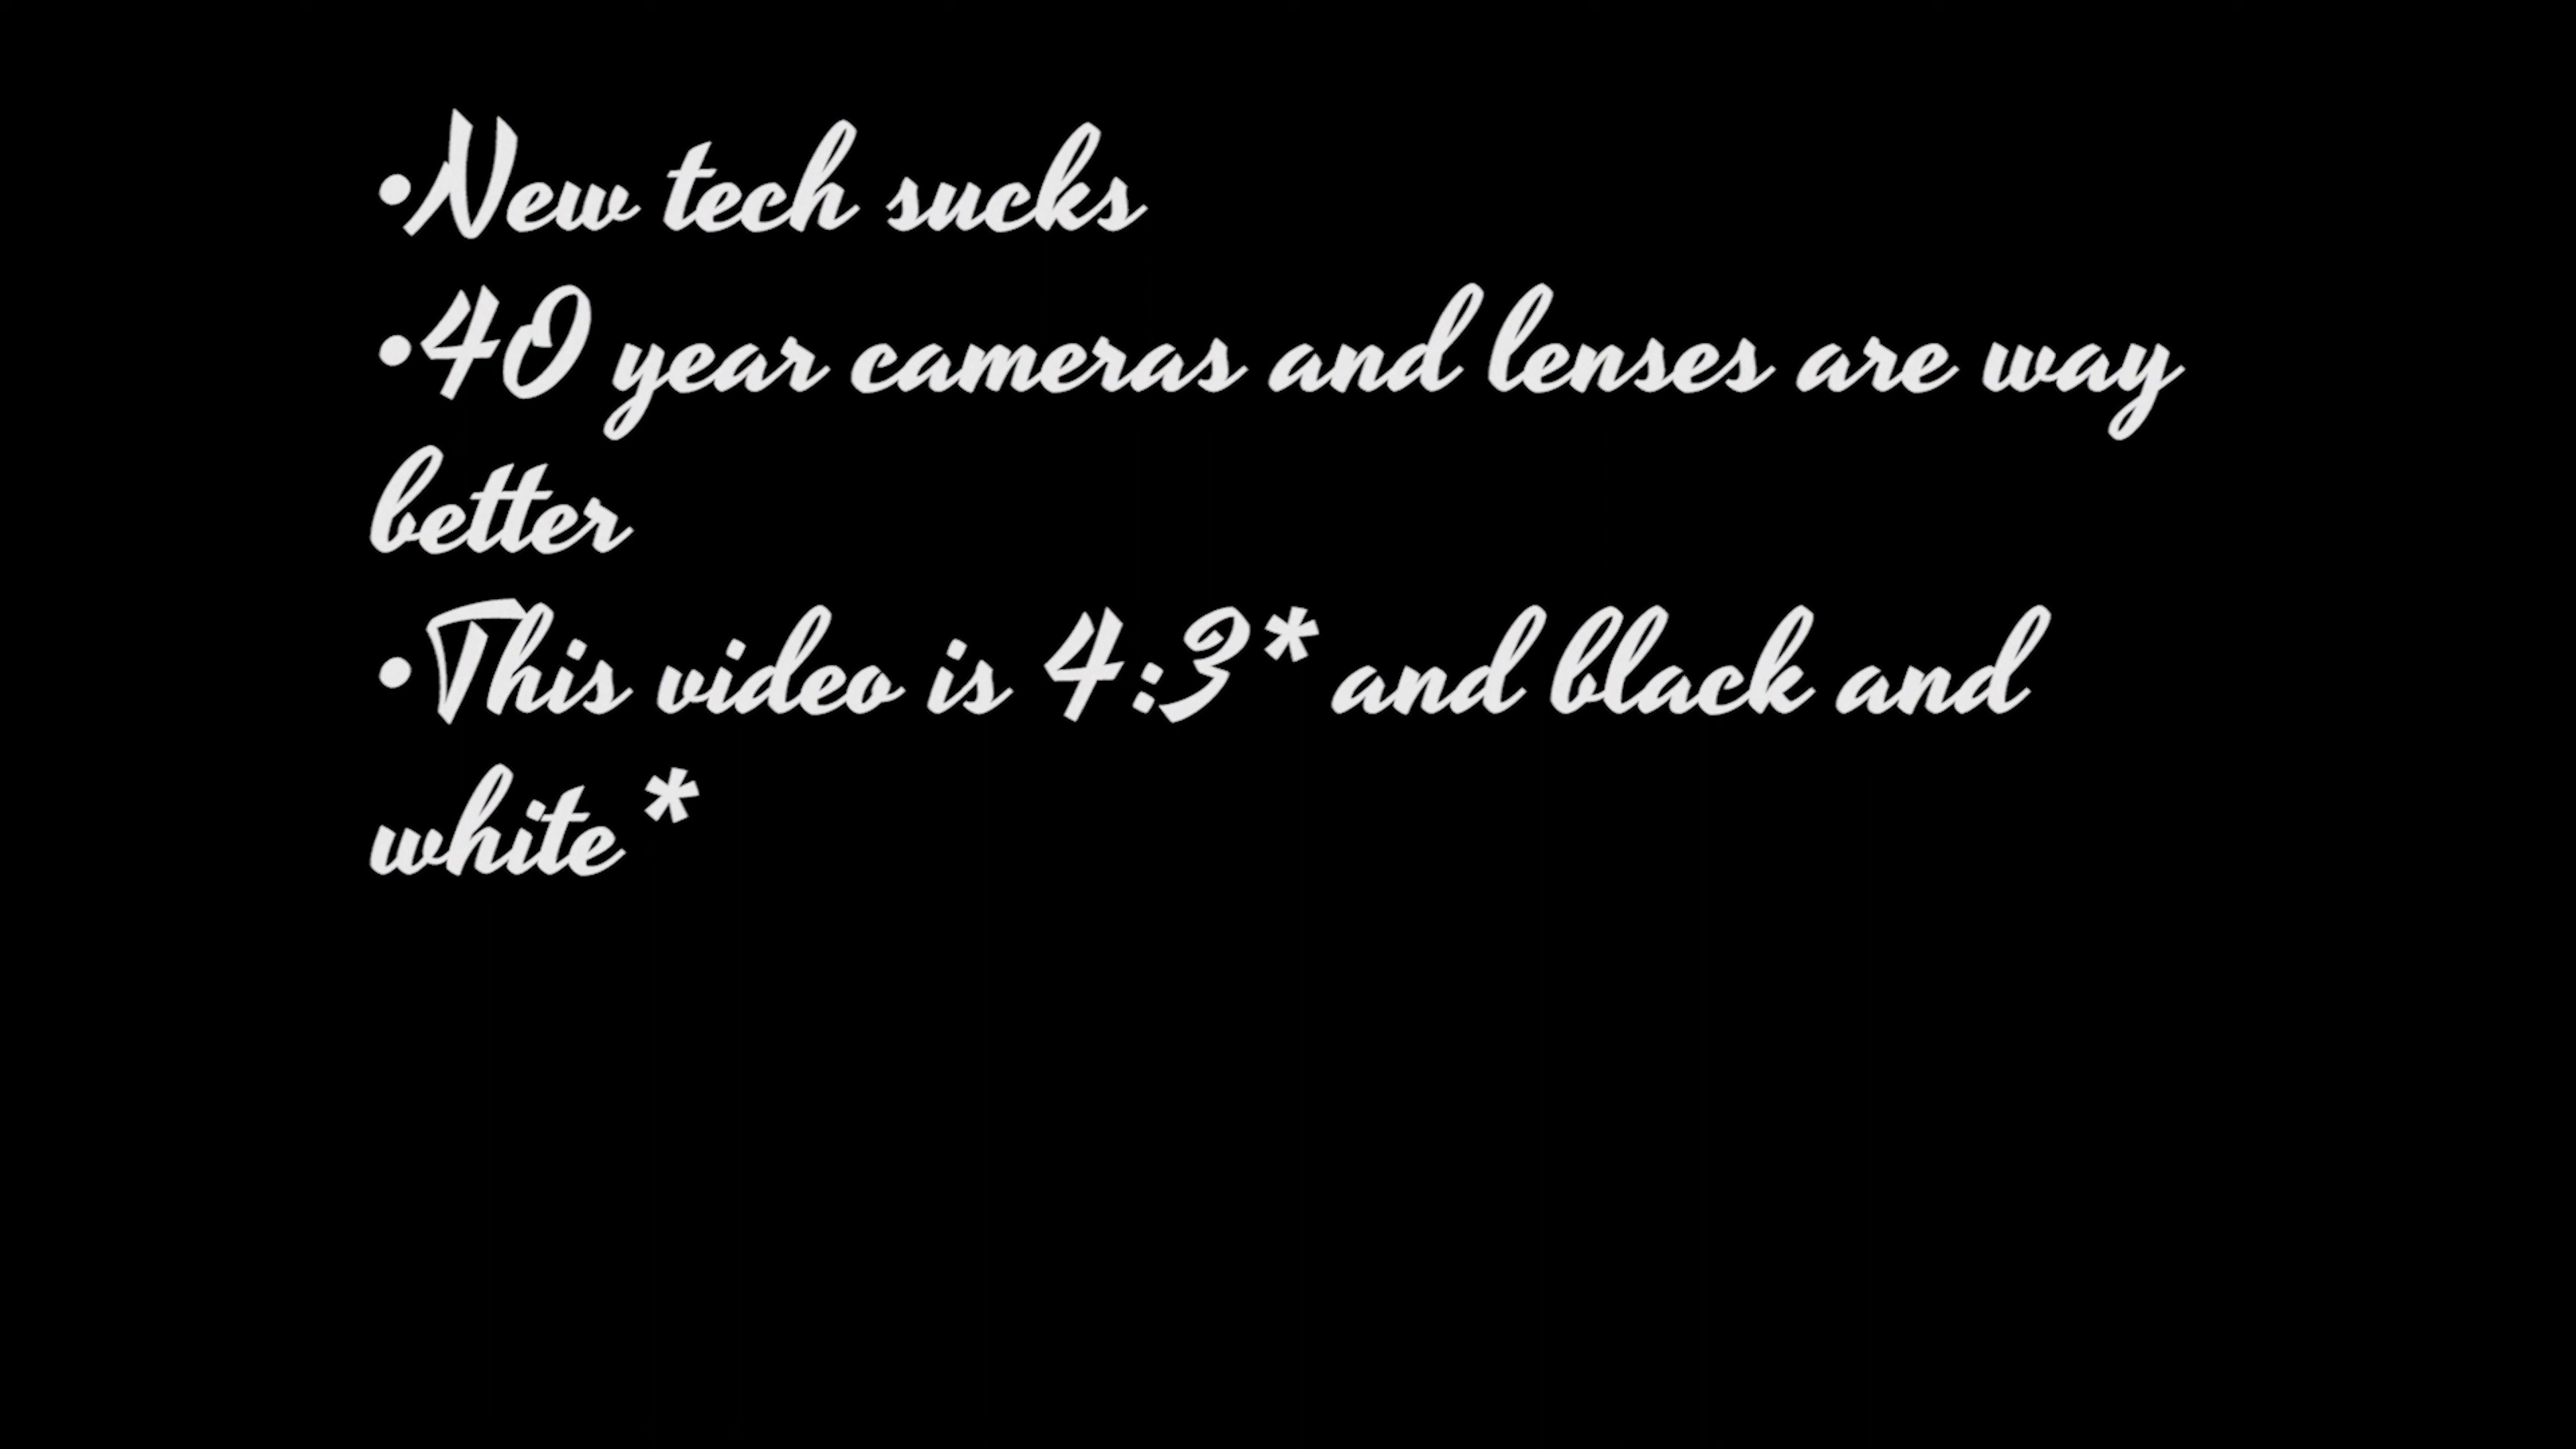 •New tech sucks
•40 year cameras and lenses are way
better
•This video is 4:3* and black and
white*